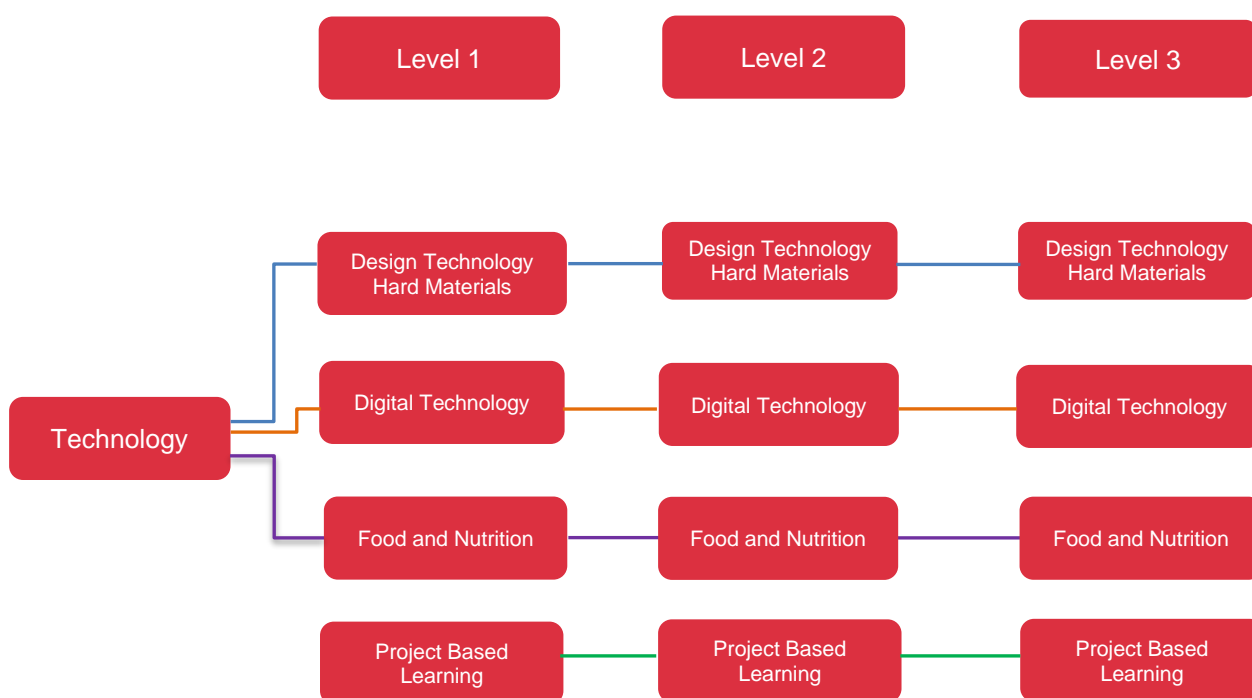 Level 1
Level 2
Level 3
Design Technology
Hard Materials
Design Technology
Hard Materials
Design Technology
Hard Materials
Technology
Digital Technology
Digital Technology
Digital Technology
Food and Nutrition
Food and Nutrition
Food and Nutrition
Project Based
Learning
Project Based
Learning
Project Based
Learning